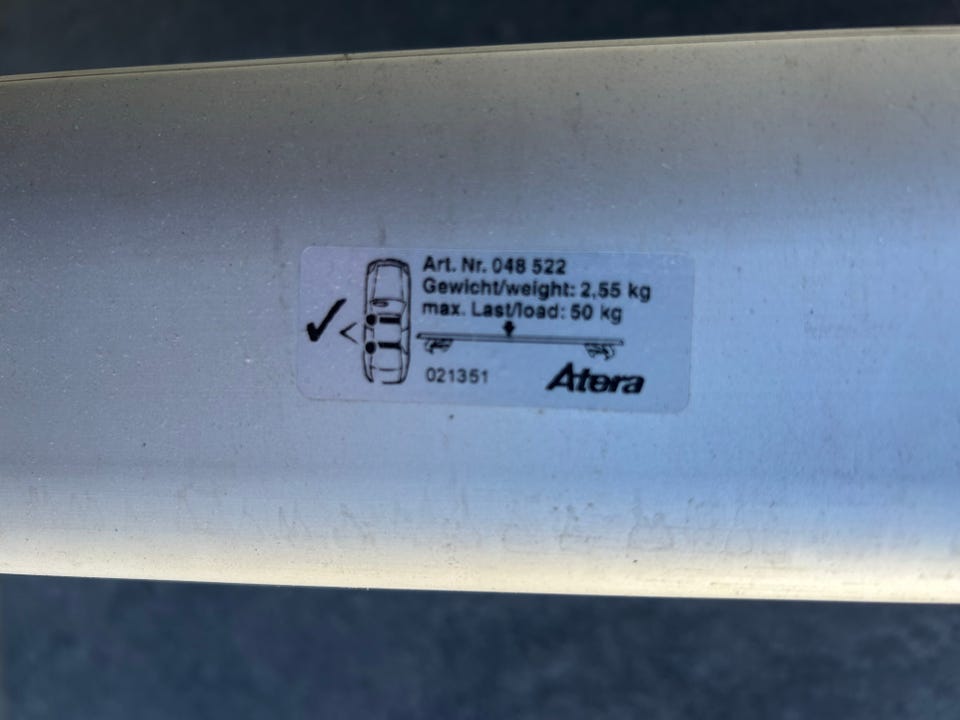 Art. Nr. 048 522
Gewicht/weight: 2,55 kg
max. Last/load: 50 kg
021351
Atera